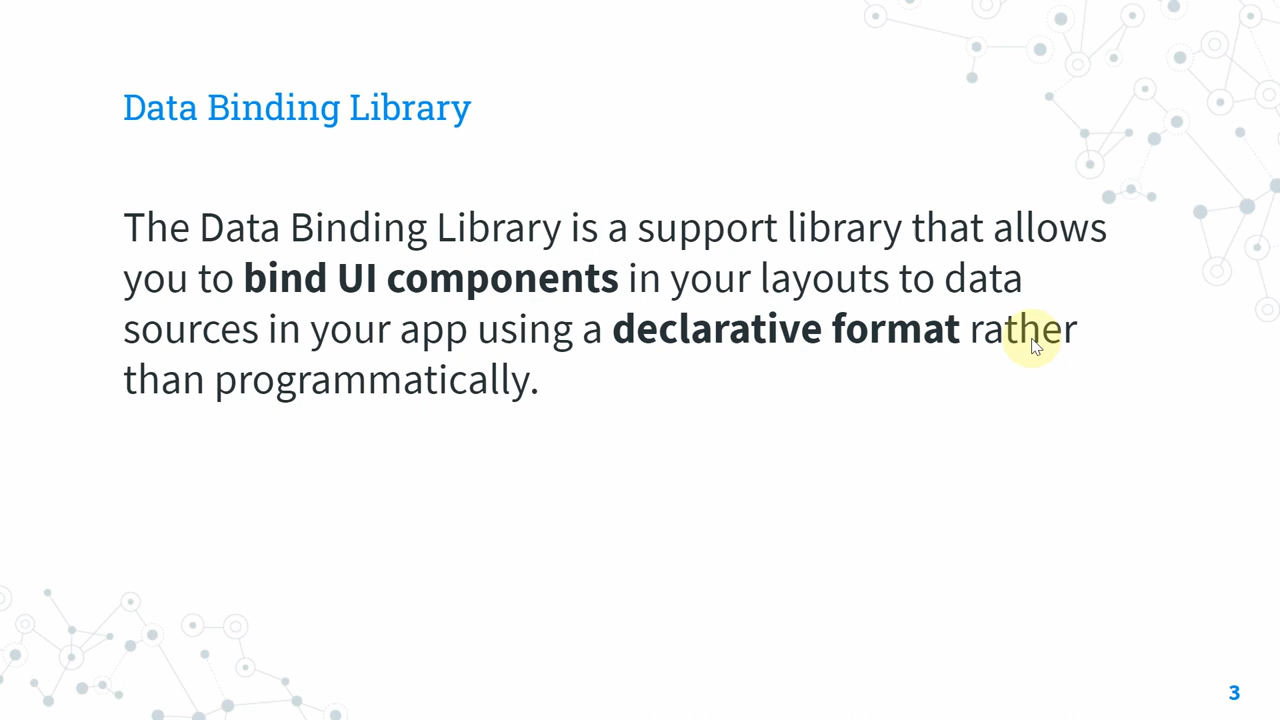 Data Binding Library
The Data Binding Library is a support library that allows
you to bind UI components in your layouts to data
sources in your app using a declarative format rather
than programmatically.
3